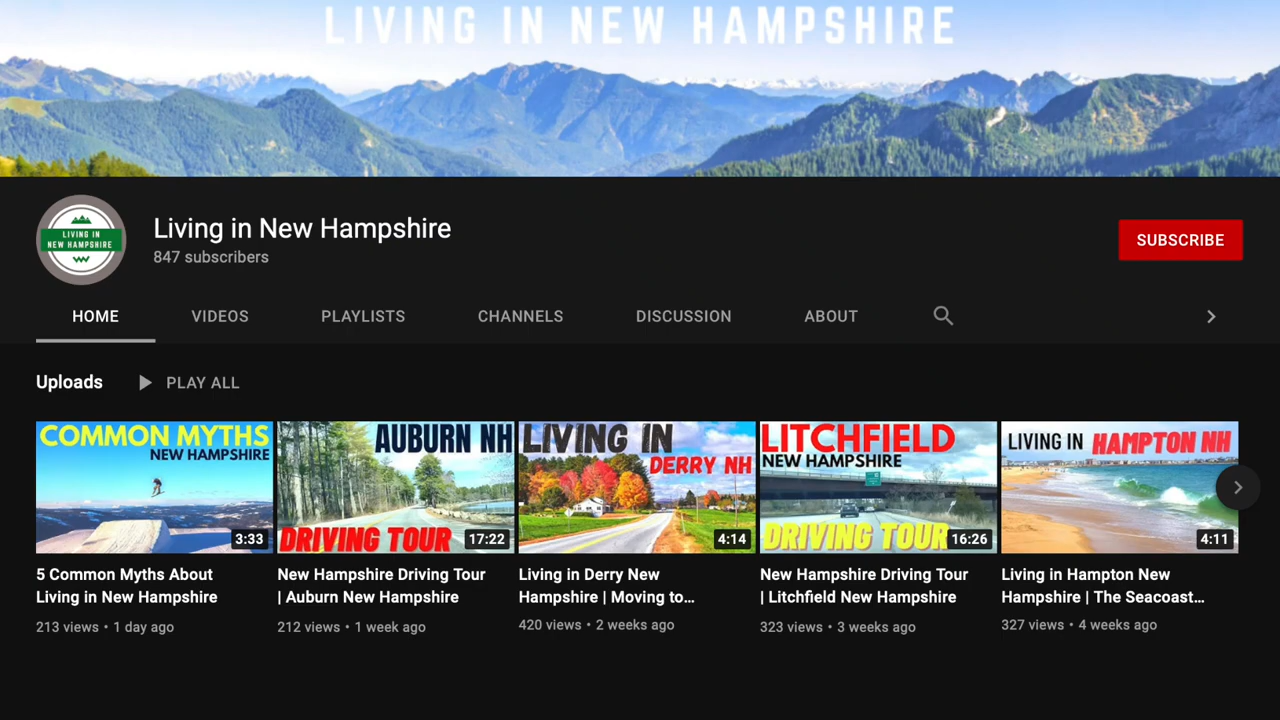 LIVING IN NEW HAMPSHIRE
LIVING IN
NEW HAMPSHIRE
Living in New Hampshire
847 subscribers
SUBSCRIBE
HOME VIDEOS PLAYLISTS CHANNELS DISCUSSION ABOUT
Uploads PLAY ALL
COMMON MYTHS
NEW HAMPSHIRE
3:33
AUBURN NH
DRIVING TOUR
17:22
LIVING IN
DERRY NH
4:14
LITCHFIELD
NEW HAMPSHIRE
DRIVING TOUR
16:26
LIVING IN HAMPTON NH
4:11
5 Common Myths About
Living in New Hampshire
213 views • 1 day ago
New Hampshire Driving Tour
| Auburn New Hampshire
212 views • 1 week ago
Living in Derry New
Hampshire | Moving to...
420 views • 2 weeks ago
New Hampshire Driving Tour
| Litchfield New Hampshire
323 views • 3 weeks ago
Living in Hampton New
Hampshire | The Seacoast...
327 views • 4 weeks ago